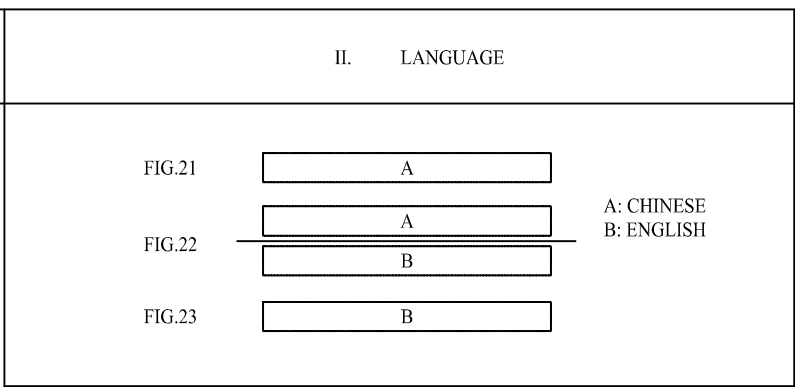 II. LANGUAGE
FIG.21
A
FIG.22
A
B
FIG.23
B
A: CHINESE
B: ENGLISH